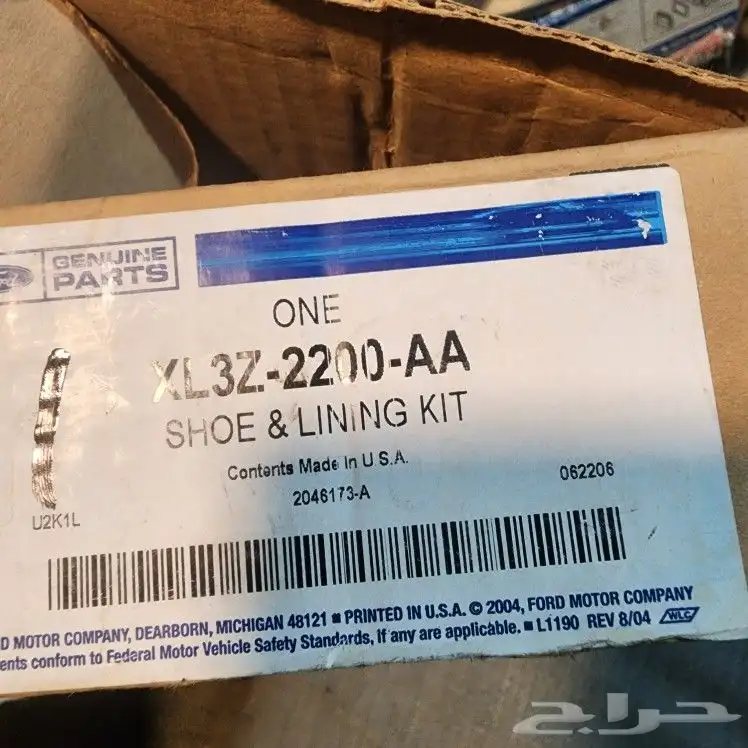 Ford
GENUINE
PARTS
ONE
XL3Z-2200-AA
SHOE & LINING KIT
Contents Made In U.S.A.
2046173-A
062206
U2K1L
D MOTOR COMPANY, DEARBORN, MICHIGAN 48121 ■ PRINTED IN U.S.A. © 2004, FORD MOTOR COMPANY
ents conform to Federal Motor Vehicle Safety Standards, if any are applicable. ■ L1190 REV 8/04 WLC
حراج